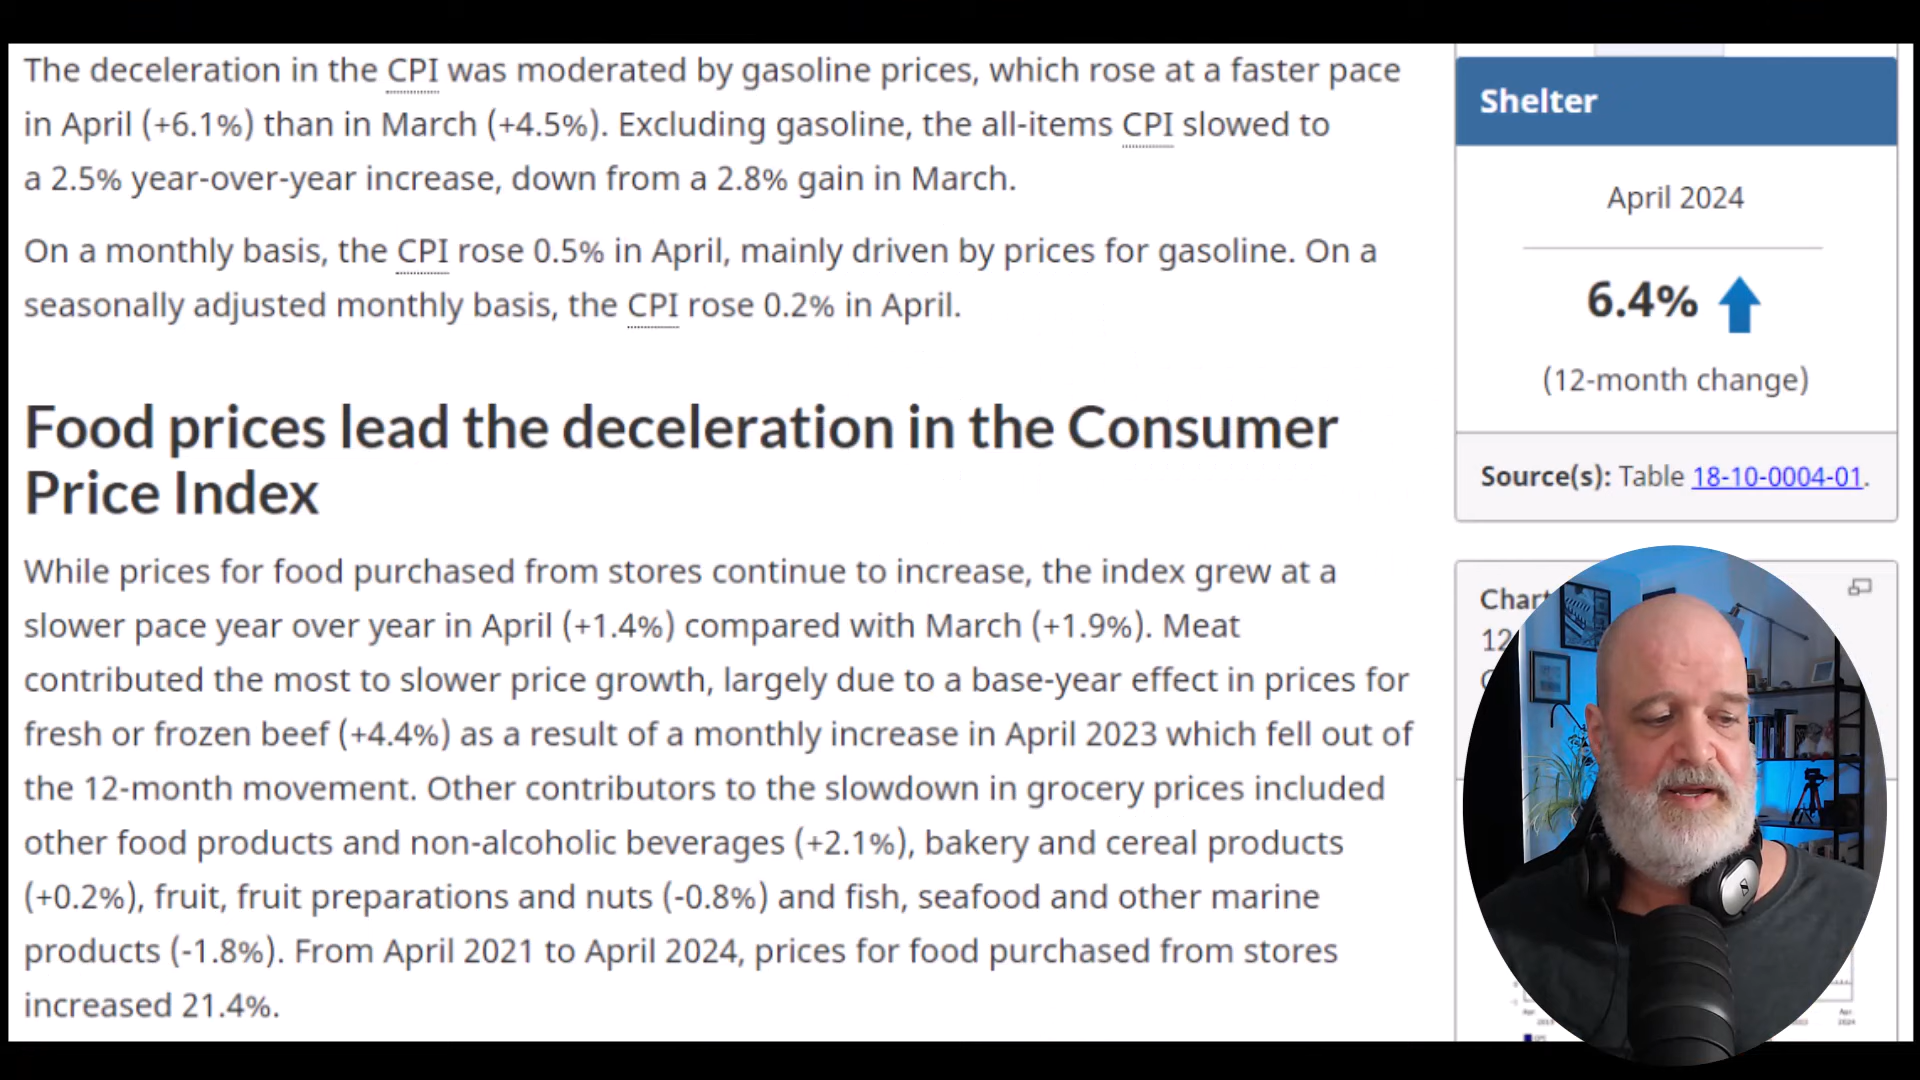 The deceleration in the CPI was moderated by gasoline prices, which rose at a faster pace
in April (+6.1%) than in March (+4.5%). Excluding gasoline, the all-items CPI slowed to
a 2.5% year-over-year increase, down from a 2.8% gain in March.
On a monthly basis, the CPI rose 0.5% in April, mainly driven by prices for gasoline. On a
seasonally adjusted monthly basis, the CPI rose 0.2% in April.
Food prices lead the deceleration in the Consumer
Price Index
While prices for food purchased from stores continue to increase, the index grew at a
slower pace year over year in April (+1.4%) compared with March (+1.9%). Meat
contributed the most to slower price growth, largely due to a base-year effect in prices for
fresh or frozen beef (+4.4%) as a result of a monthly increase in April 2023 which fell out of
the 12-month movement. Other contributors to the slowdown in grocery prices included
other food products and non-alcoholic beverages (+2.1%), bakery and cereal products
(+0.2%), fruit, fruit preparations and nuts (-0.8%) and fish, seafood and other marine
products (-1.8%). From April 2021 to April 2024, prices for food purchased from stores
increased 21.4%.
Shelter
April 2024
6.4%
(12-month change)
Source(s): Table 18-10-0004-01.
Chart
12